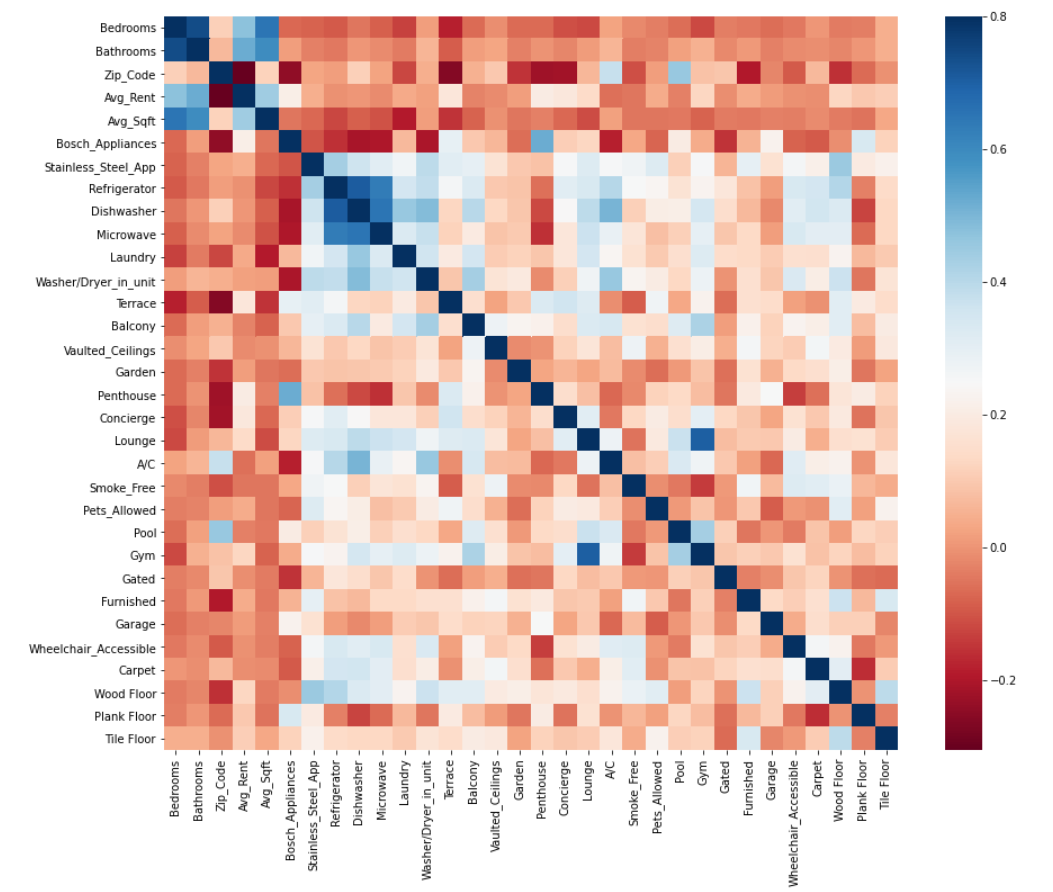 Bedrooms
Bathrooms
Zip_Code
Avg_Rent
Avg_Sqft
Bosch_Appliances
Stainless_Steel_App
Refrigerator
Dishwasher
Microwave
Laundry
Washer/Dryer_in_unit
Terrace
Balcony
Vaulted_Ceilings
Garden
Penthouse
Concierge
Lounge
A/C
Smoke_Free
Pets_Allowed
Pool
Gym
Gated
Furnished
Garage
Wheelchair_Accessible
Carpet
Wood Floor
Plank Floor
Tile Floor
Bedrooms
Bathrooms
Zip_Code
Avg_Rent
Avg_Sqft
Bosch_Appliances
Stainless_Steel_App
Refrigerator
Dishwasher
Microwave
Laundry
Washer/Dryer_in_unit
Terrace
Balcony
Vaulted_Ceilings
Garden
Penthouse
Concierge
Lounge
A/C
Smoke_Free
Pets_Allowed
Pool
Gym
Gated
Furnished
Garage
Wheelchair_Accessible
Carpet
Wood Floor
Plank Floor
Tile Floor
0.8
0.6
0.4
0.2
0.0
−0.2